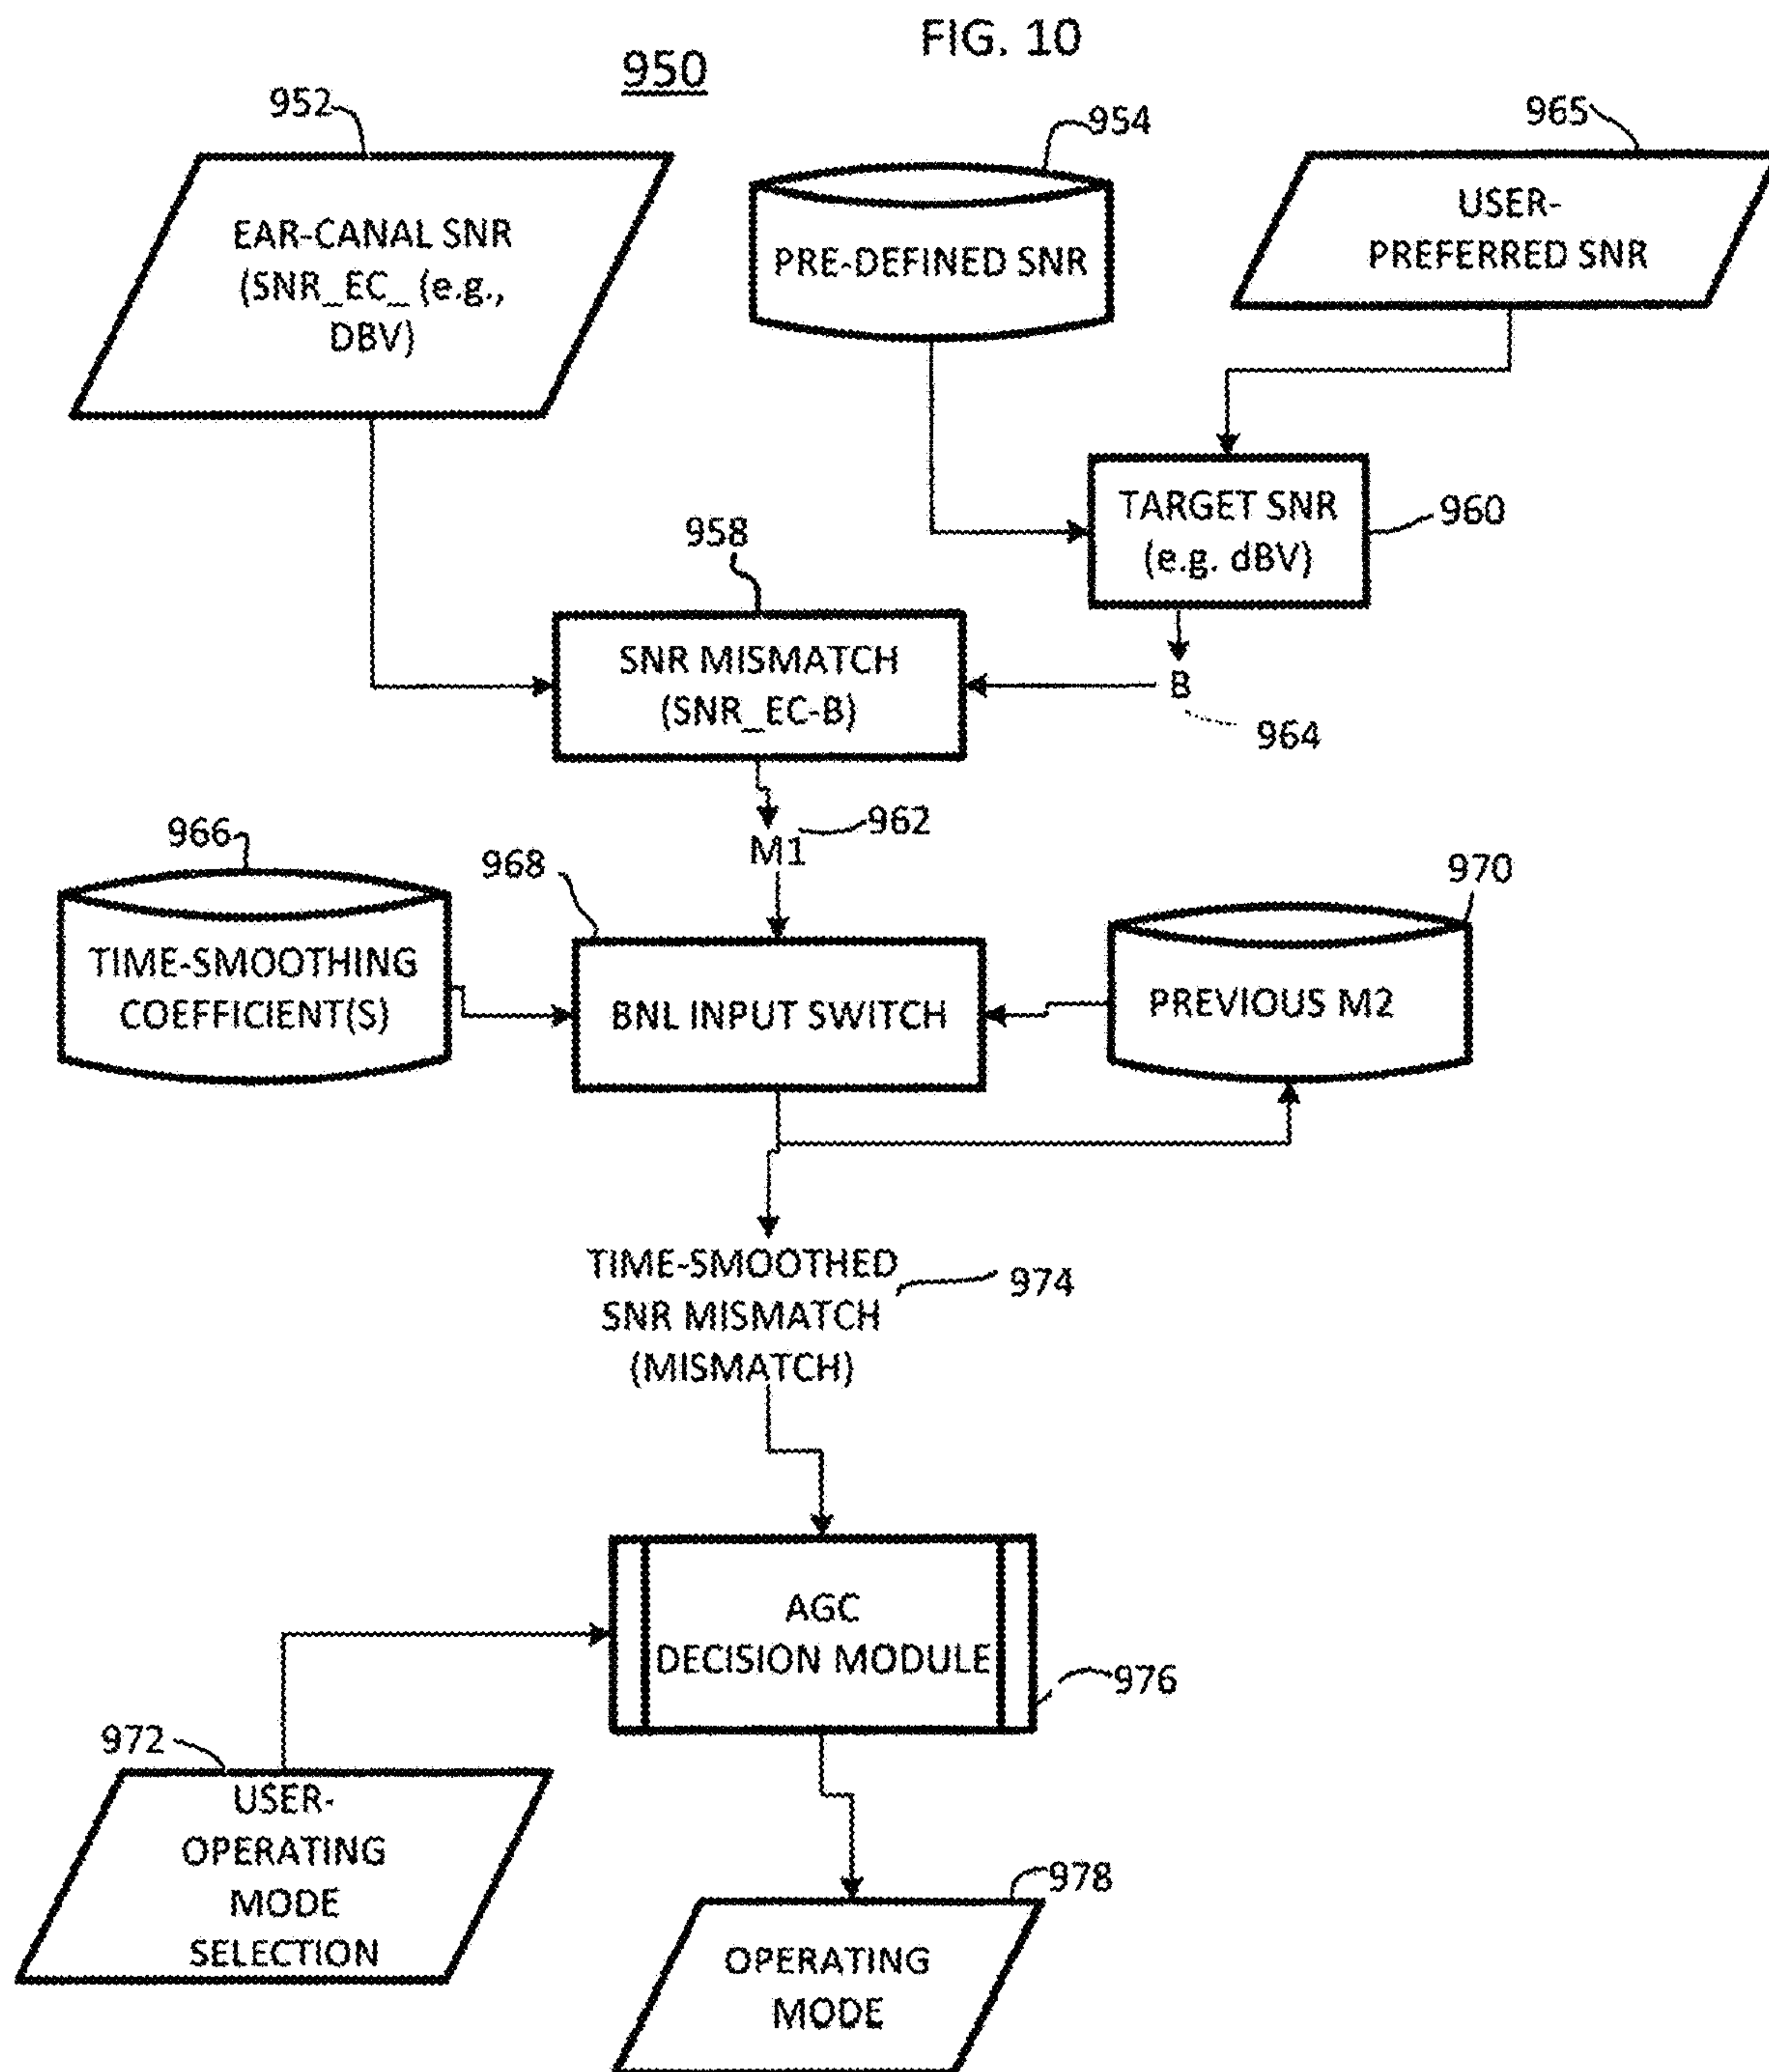 FIG. 10
950
952
954
965
EAR-CANAL SNR
(SNR_EC_ (e.g.,
DBV)
PRE-DEFINED SNR
USER-
PREFERRED SNR
TARGET SNR
(e.g. dBV)
960
958
SNR MISMATCH
(SNR_EC-B)
B
964
M1
962
966
968
970
TIME-SMOOTHING
COEFFICIENT(S)
BNL INPUT SWITCH
PREVIOUS M2
TIME-SMOOTHED
SNR MISMATCH
(MISMATCH)
974
AGC
DECISION MODULE
976
972
USER-
OPERATING
MODE
SELECTION
978
OPERATING
MODE